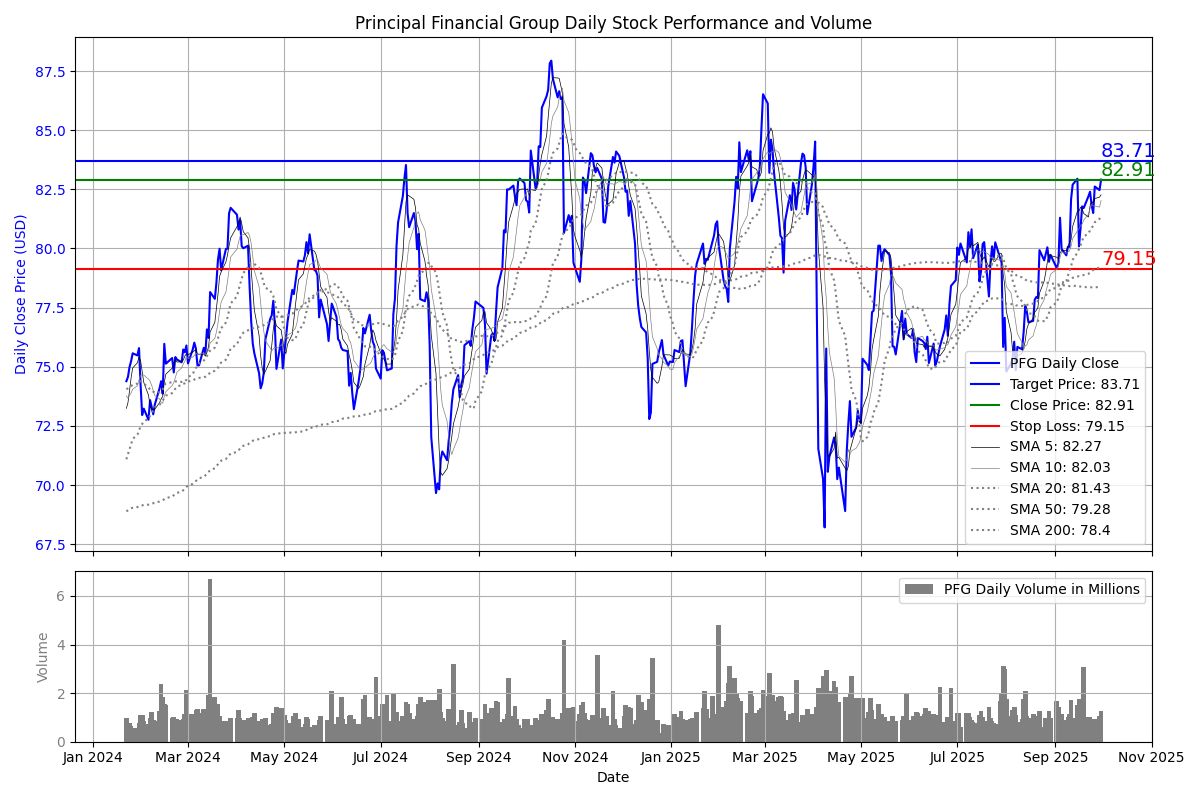 Principal Financial Group Daily Stock Performance and Volume
Daily Close Price (USD)
87.5
85.0
82.5
80.0
77.5
75.0
72.5
70.0
67.5
83.71
82.91
79.15
PFG Daily Close
Target Price: 83.71
Close Price: 82.91
Stop Loss: 79.15
SMA 5: 82.27
SMA 10: 82.03
SMA 20: 81.43
SMA 50: 79.28
SMA 200: 78.4
Volume
6
4
2
0
PFG Daily Volume in Millions
Jan 2024 Mar 2024 May 2024 Jul 2024 Sep 2024 Nov 2024 Jan 2025 Mar 2025 May 2025 Jul 2025 Sep 2025 Nov 2025
Date